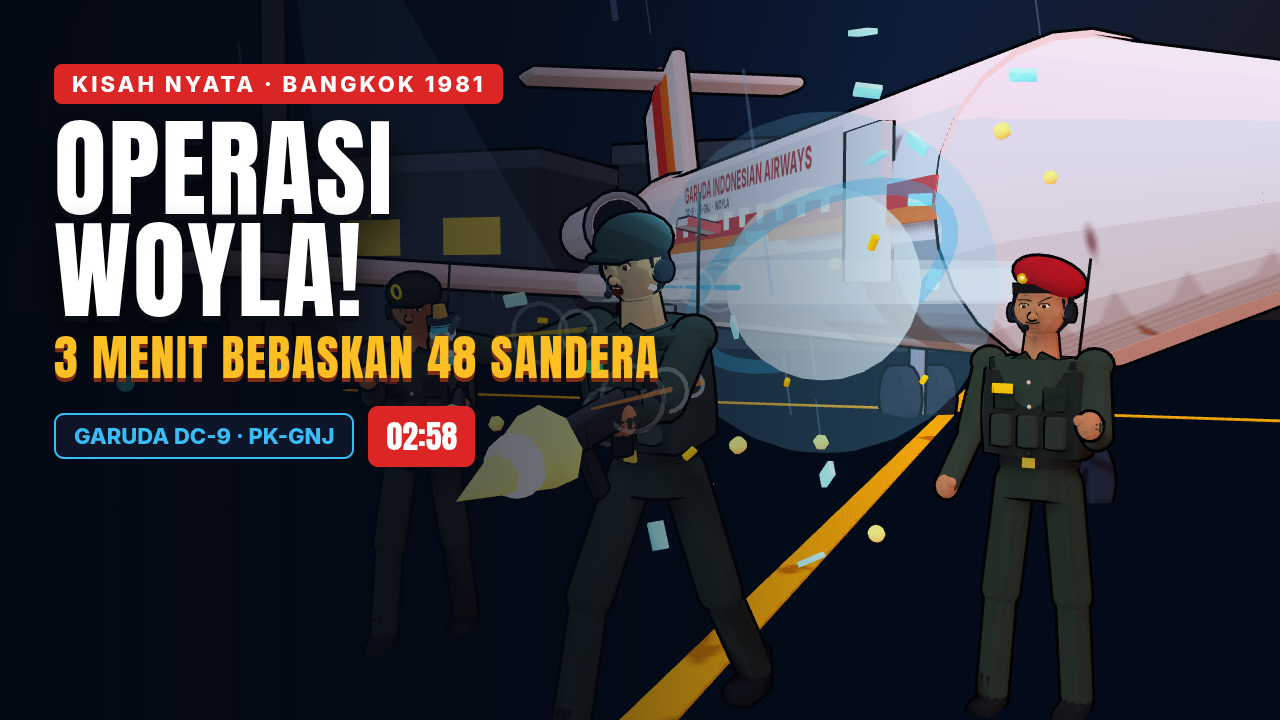 KISAH NYATA · BANGKOK 1981
OPERASI
WOYLA!
3 MENIT BEBASKAN 48 SANDERA
GARUDA DC-9 · PK-GNJ
02:58
GARUDA INDONESIAN AIRWAYS
WOYLA